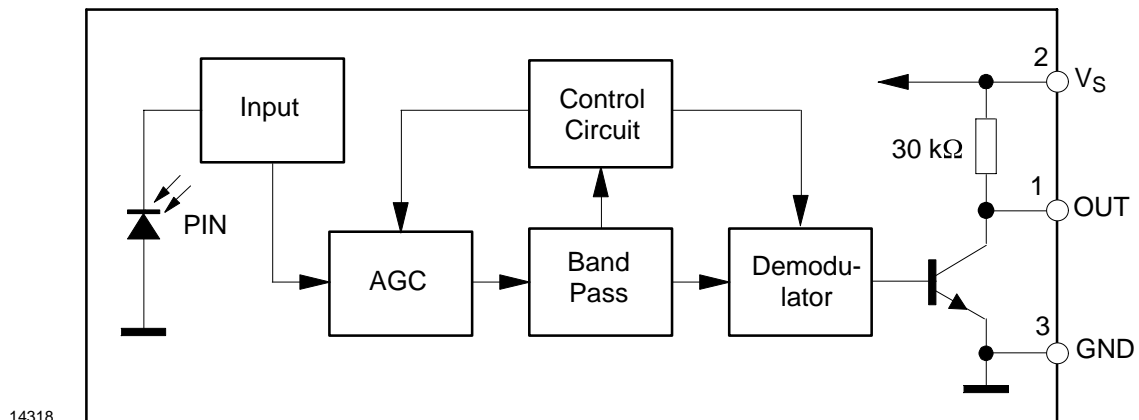 2
V_S
Input
Control
Circuit
30 kΩ
1
OUT
PIN
AGC
Band
Pass
Demodu-
lator
3
GND
14318